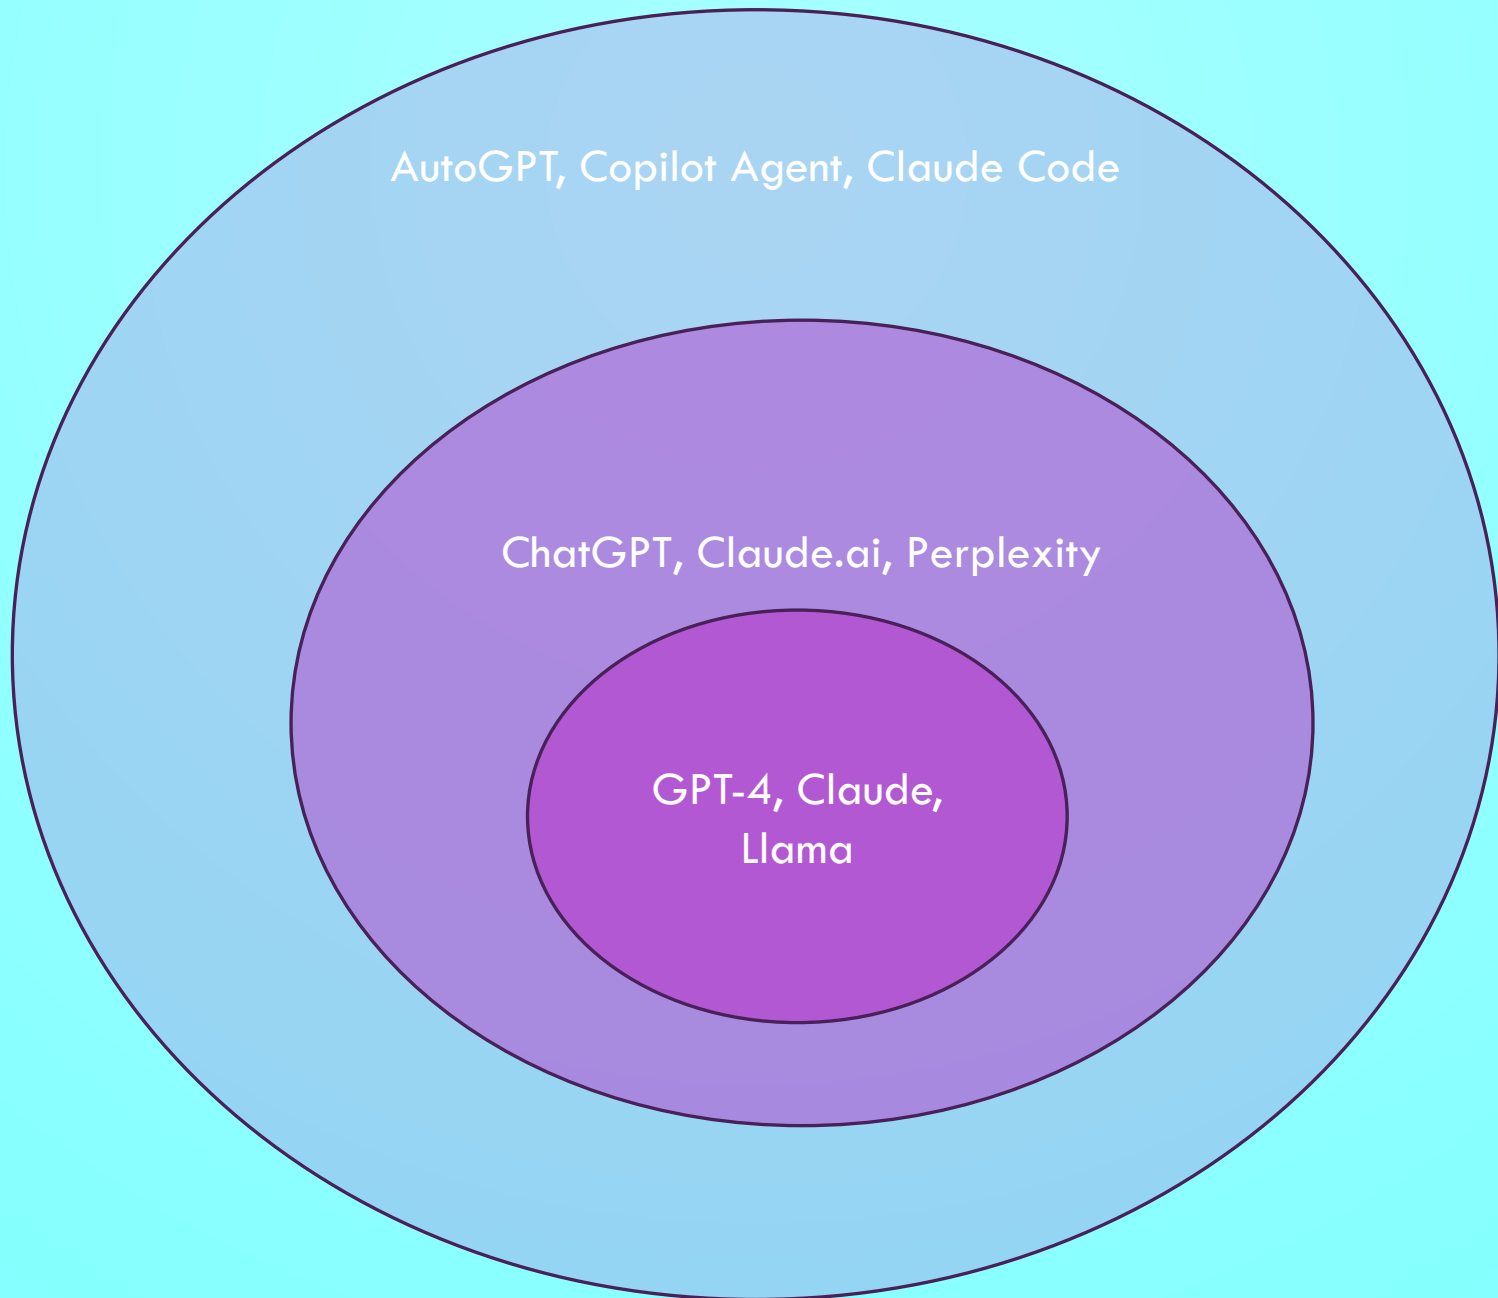 AutoGPT, Copilot Agent, Claude Code
ChatGPT, Claude.ai, Perplexity
GPT-4, Claude,
Llama